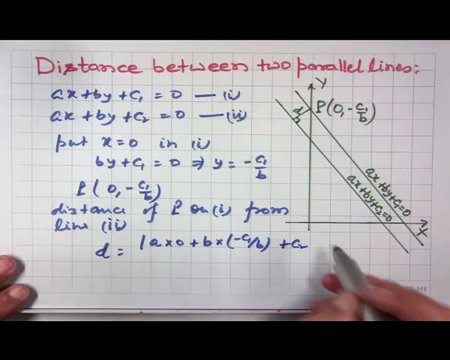 Distance between two parallel lines:
ax+by+c₁ = 0 — (i)
ax+by+c₂ = 0 — (ii)
put x=0 in (i)
by+c₁ = 0 ⇒ y = -c₁/b
P(0, -c₁/b)
distance of P on (i) from
line (ii)
d = |a×0 + b×(-c₁/b) + c₂
Y
P(0, -c₁/b)
d
ax+by+c₁=0
ax+by+c₂=0
X